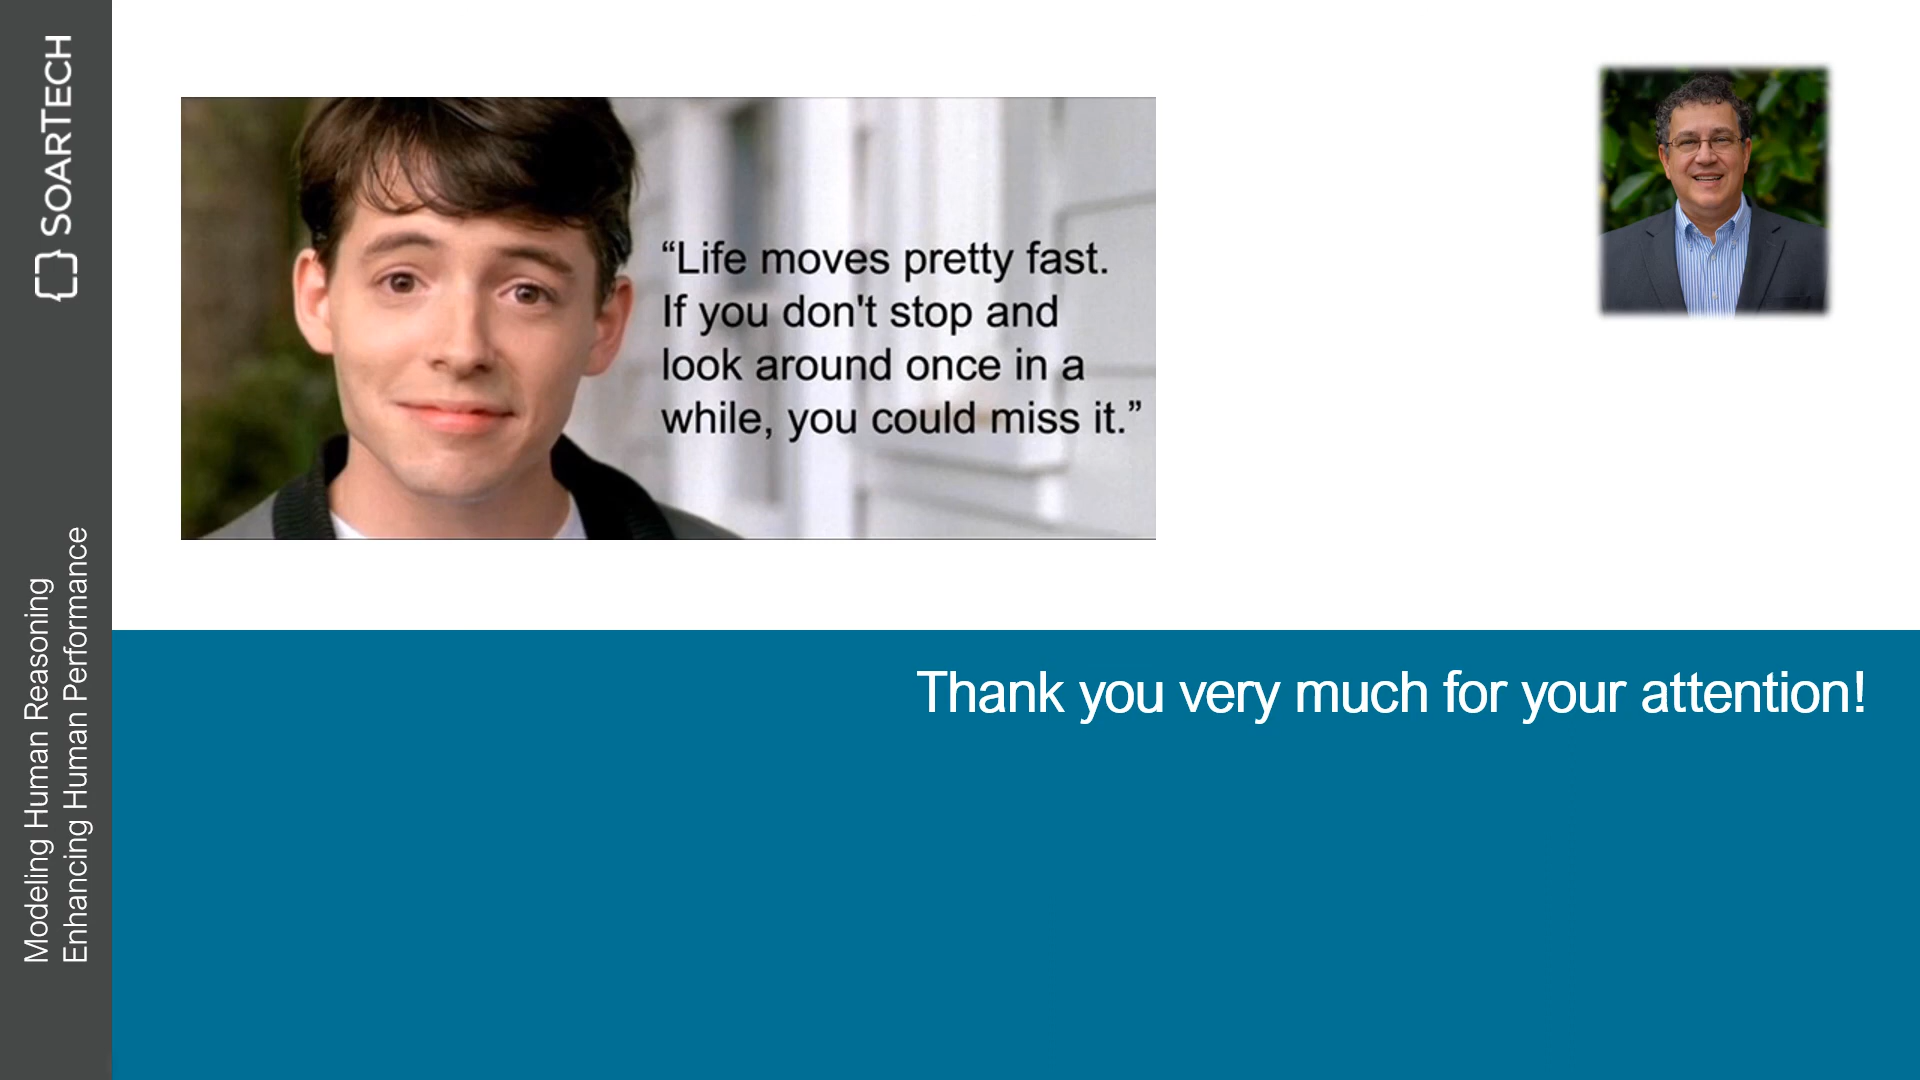 SOARTECH
Modeling Human Reasoning
Enhancing Human Performance
“Life moves pretty fast.
If you don't stop and
look around once in a
while, you could miss it.”
Thank you very much for your attention!